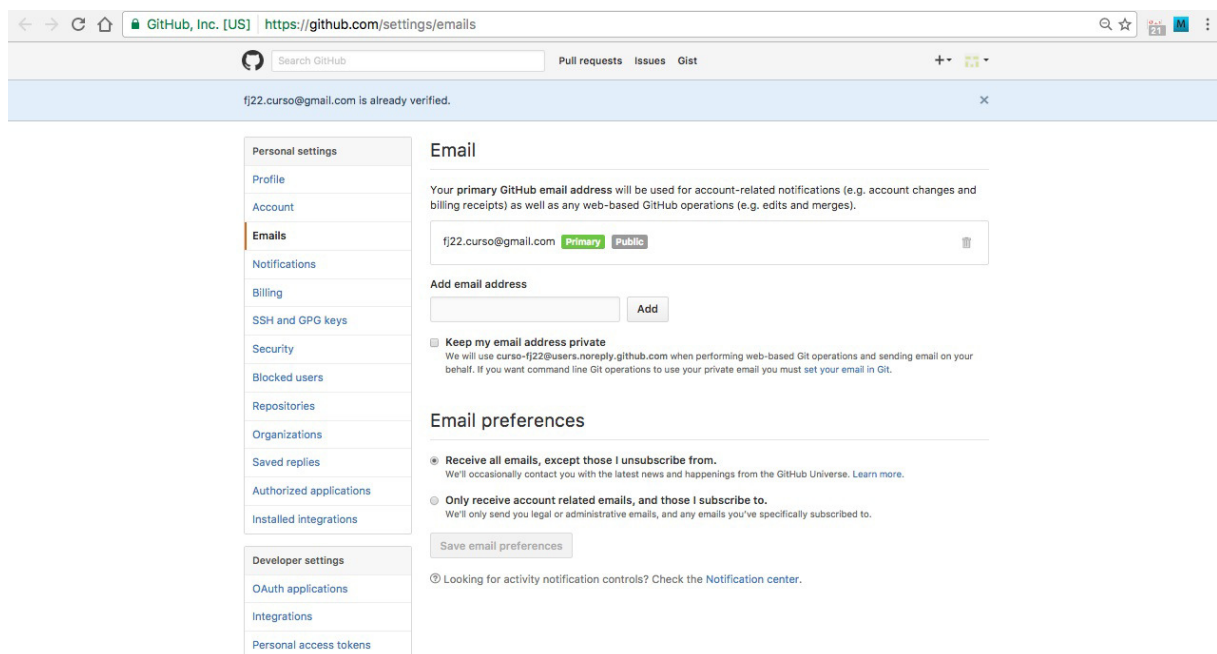 GitHub, Inc. [US] https://github.com/settings/emails
21 M
Search GitHub
Pull requests Issues Gist
fj22.curso@gmail.com is already verified.
Personal settings
Profile
Account
Emails
Notifications
Billing
SSH and GPG keys
Security
Blocked users
Repositories
Organizations
Saved replies
Authorized applications
Installed integrations
Developer settings
OAuth applications
Integrations
Personal access tokens
Email
Your primary GitHub email address will be used for account-related notifications (e.g. account changes and
billing receipts) as well as any web-based GitHub operations (e.g. edits and merges).
fj22.curso@gmail.com Primary Public
Add email address
Add
Keep my email address private
We will use curso-fj22@users.noreply.github.com when performing web-based Git operations and sending email on your
behalf. If you want command line Git operations to use your private email you must set your email in Git.
Email preferences
Receive all emails, except those I unsubscribe from.
We'll occasionally contact you with the latest news and happenings from the GitHub Universe. Learn more.
Only receive account related emails, and those I subscribe to.
We'll only send you legal or administrative emails, and any emails you've specifically subscribed to.
Save email preferences
Looking for activity notification controls? Check the Notification center.